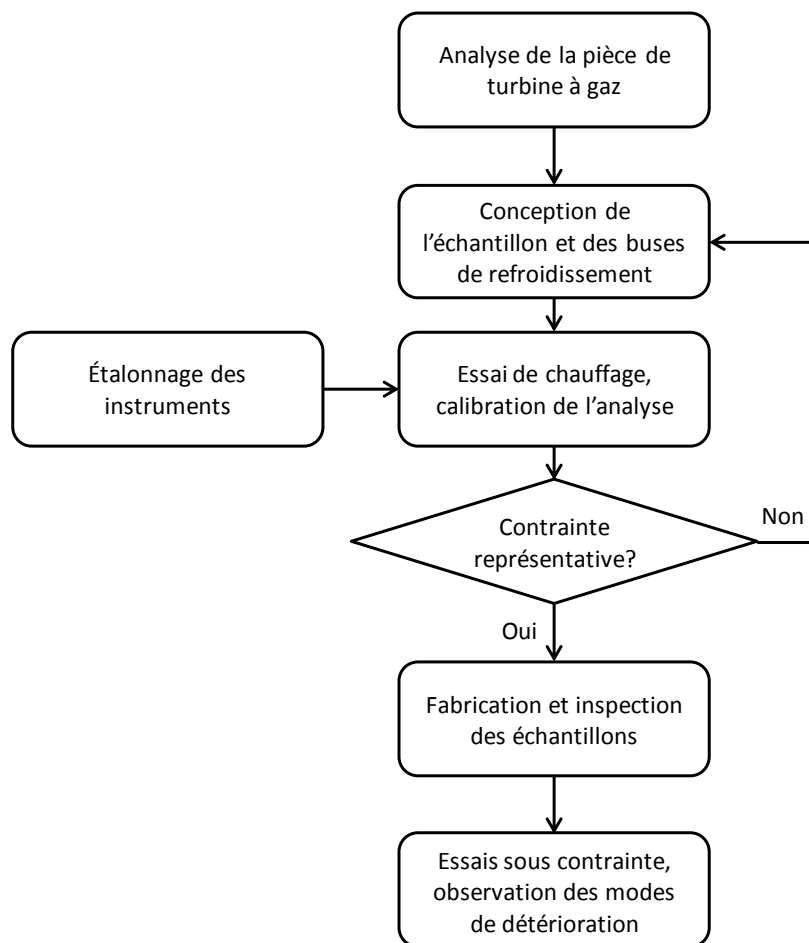 Analyse de la pièce de
turbine à gaz
Conception de
l'échantillon et des buses
de refroidissement
Étalonnage des
instruments
Essai de chauffage,
calibration de l'analyse
Contrainte
représentative?
Non
Oui
Fabrication et inspection
des échantillons
Essais sous contrainte,
observation des modes
de détérioration